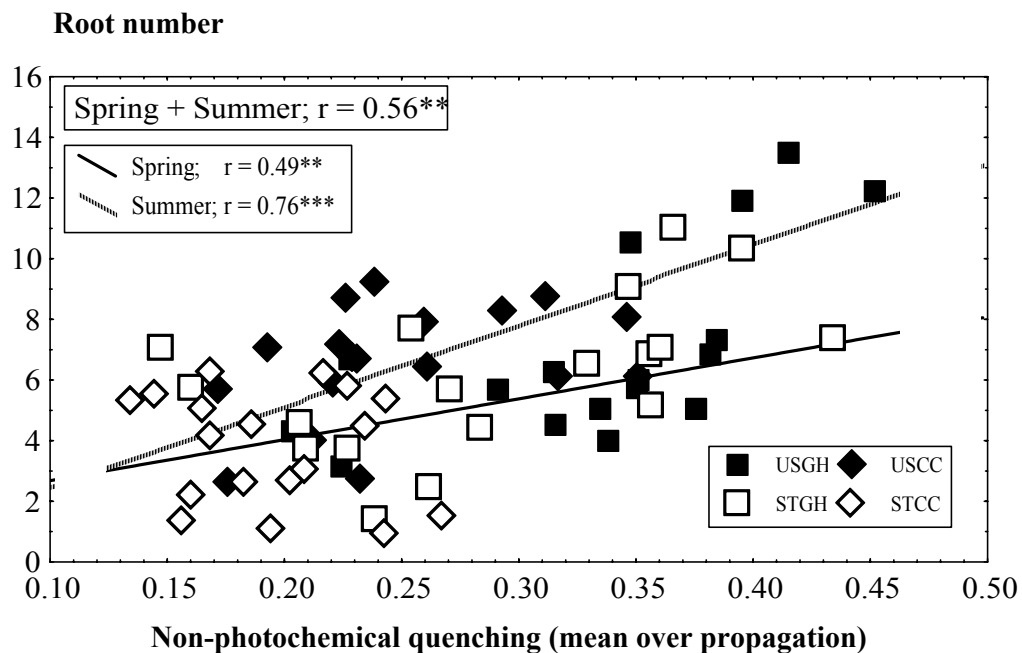 Root number
16
14
12
10
8
6
4
2
0
Spring + Summer; r = 0.56**
Spring; r = 0.49**
Summer; r = 0.76***
USGH USCC
STGH STCC
0.10 0.15 0.20 0.25 0.30 0.35 0.40 0.45 0.50
Non-photochemical quenching (mean over propagation)